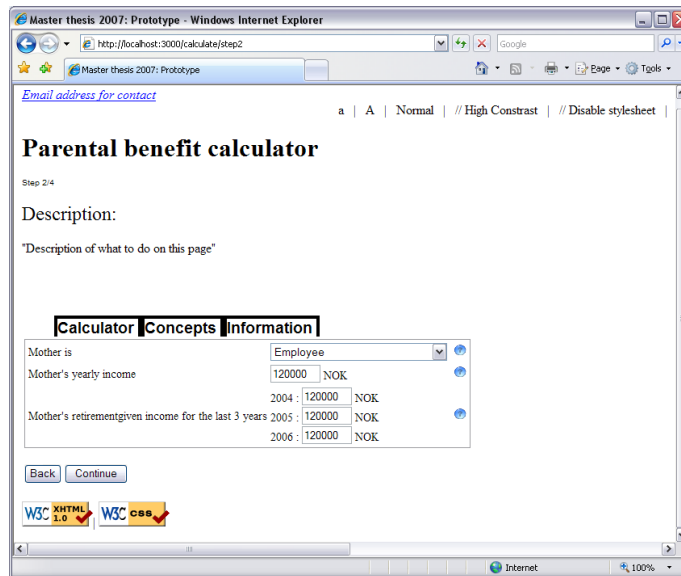 Master thesis 2007: Prototype - Windows Internet Explorer
http://localhost:3000/calculate/step2
Google
Master thesis 2007: Prototype
Page
Tools
Email address for contact
a | A | Normal | // High Constrast | // Disable stylesheet |
Parental benefit calculator
Step 2/4
Description:
"Description of what to do on this page"
Calculator Concepts Information
Mother is Employee
Mother's yearly income 120000 NOK
2004 : 120000 NOK
Mother's retirementgiven income for the last 3 years 2005 : 120000 NOK
2006 : 120000 NOK
Back Continue
W3C XHTML 1.0 | W3C css
Internet 100%